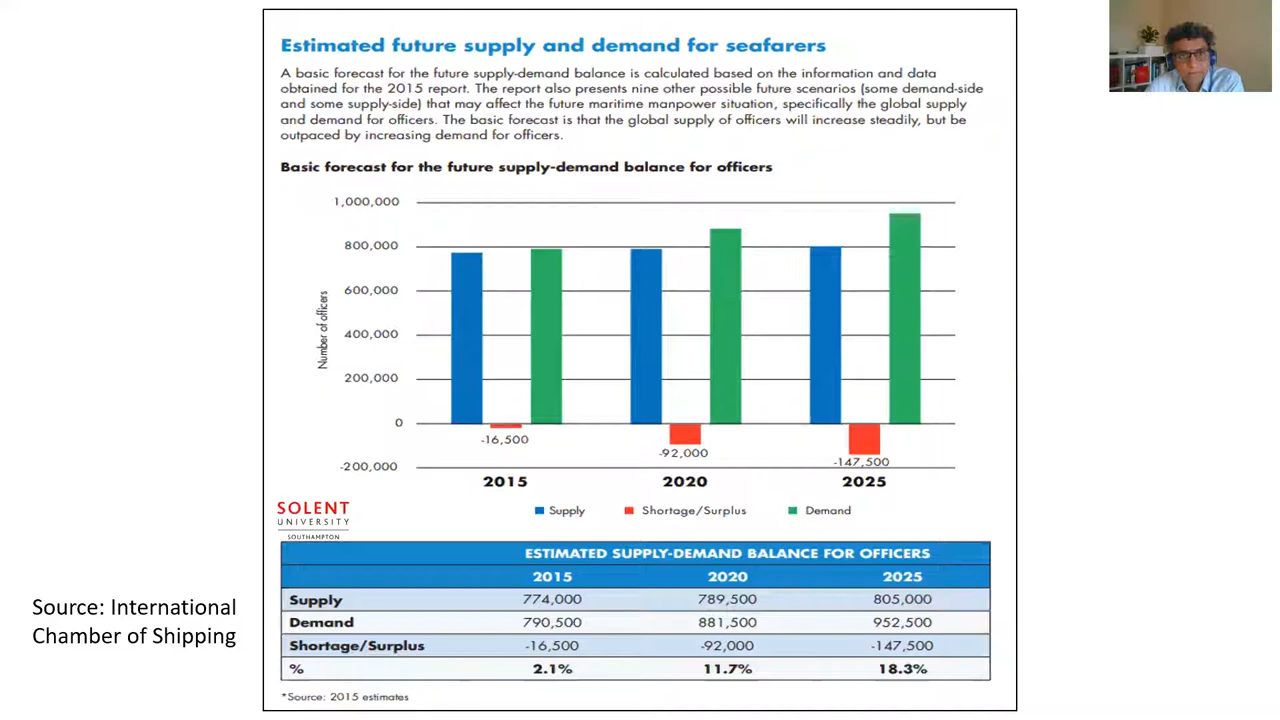 Estimated future supply and demand for seafarers
A basic forecast for the future supply-demand balance is calculated based on the information and data
obtained for the 2015 report. The report also presents nine other possible future scenarios (some demand-side
and some supply-side) that may affect the future maritime manpower situation, specifically the global supply
and demand for officers. The basic forecast is that the global supply of officers will increase steadily, but be
outpaced by increasing demand for officers.
Basic forecast for the future supply-demand balance for officers
1,000,000
800,000
600,000
400,000
200,000
0
-200,000
Number of officers
-16,500
-92,000
-147,500
2015 2020 2025
Supply Shortage/Surplus Demand
SOLENT
UNIVERSITY
SOUTHAMPTON
ESTIMATED SUPPLY-DEMAND BALANCE FOR OFFICERS
2015 2020 2025
Supply 774,000 789,500 805,000
Demand 790,500 881,500 952,500
Shortage/Surplus -16,500 -92,000 -147,500
% 2.1% 11.7% 18.3%
*Source: 2015 estimates
Source: International
Chamber of Shipping